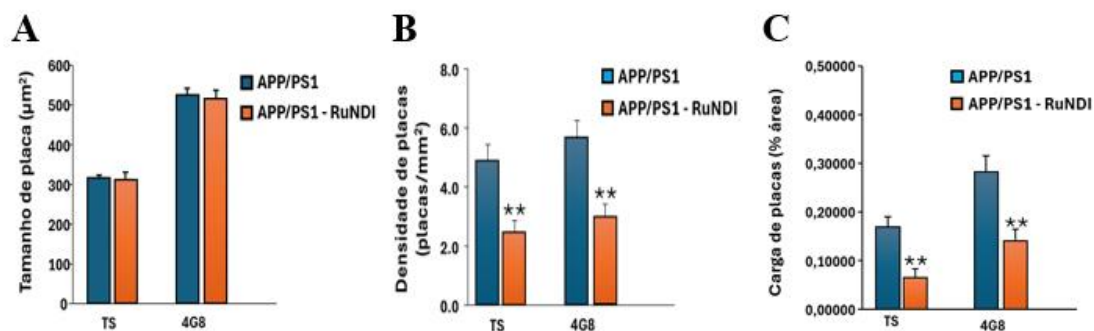 A
Tamanho de placa (µm²)
600
500
400
300
200
100
0
TS
4G8
APP/PS1
APP/PS1 - RuNDI
B
Densidade de placas
(placas/mm²)
8.0
6.0
4.0
2.0
0.0
**
**
TS
4G8
APP/PS1
APP/PS1 - RuNDI
C
Carga de placas (% área)
0,50000
0,40000
0,30000
0,20000
0,10000
0,00000
**
**
TS
4G8
APP/PS1
APP/PS1 - RuNDI